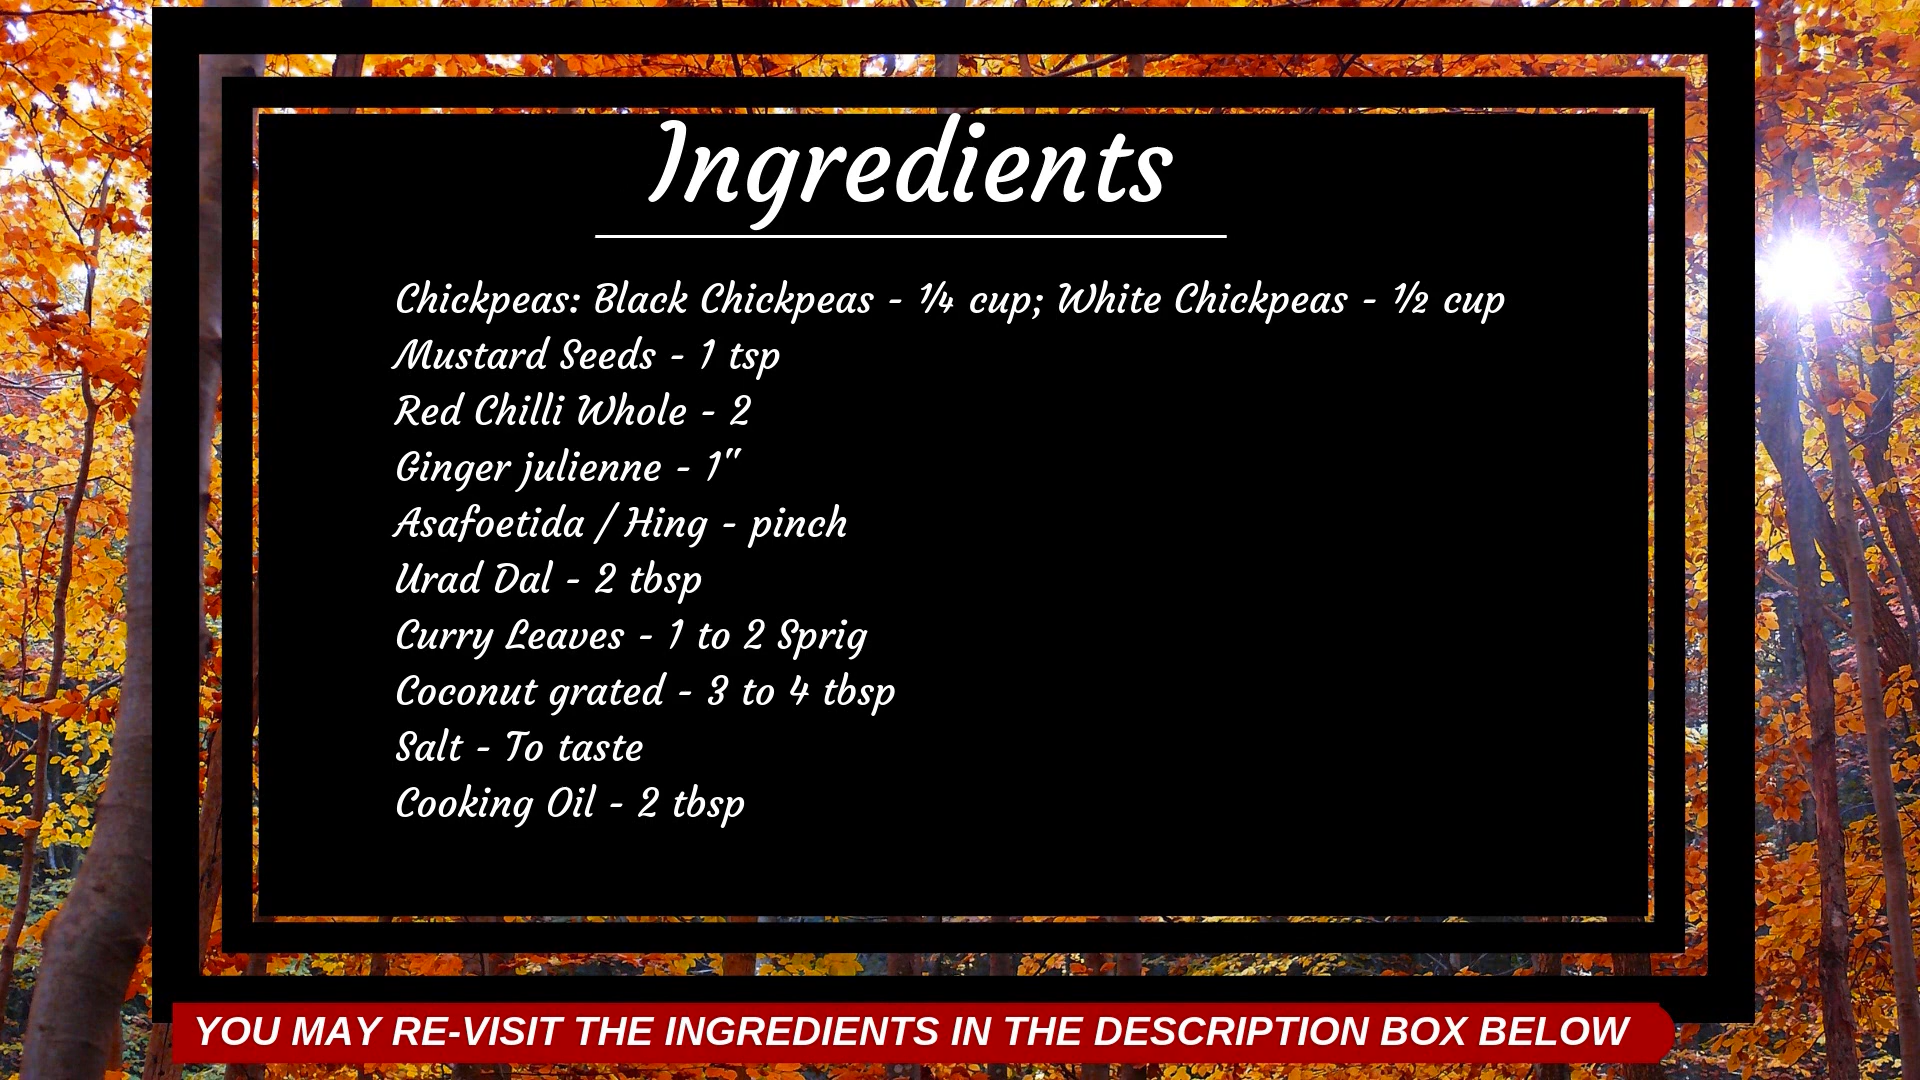 Ingredients
Chickpeas: Black Chickpeas - ¼ cup; White Chickpeas - ½ cup
Mustard Seeds - 1 tsp
Red Chilli Whole - 2
Ginger julienne - 1"
Asafoetida / Hing - pinch
Urad Dal - 2 tbsp
Curry Leaves - 1 to 2 Sprig
Coconut grated - 3 to 4 tbsp
Salt - To taste
Cooking Oil - 2 tbsp
YOU MAY RE-VISIT THE INGREDIENTS IN THE DESCRIPTION BOX BELOW